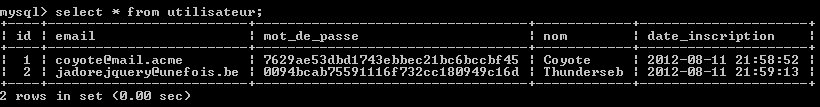 mysql> select * from utilisateur;
+----+-----------------------+----------------------------------+------------+---------------------+
| id | email | mot_de_passe | nom | date_inscription |
+----+-----------------------+----------------------------------+------------+---------------------+
| 1 | coyote@mail.acme | 7629ae53dbd1743ebbec21bc6bccbf45 | Coyote | 2012-08-11 21:58:52 |
| 2 | jadorejquery@unefois.be | 0094bcab75591116f732cc180949c16d | Thunderseb | 2012-08-11 21:59:13 |
+----+-----------------------+----------------------------------+------------+---------------------+
2 rows in set (0.00 sec)